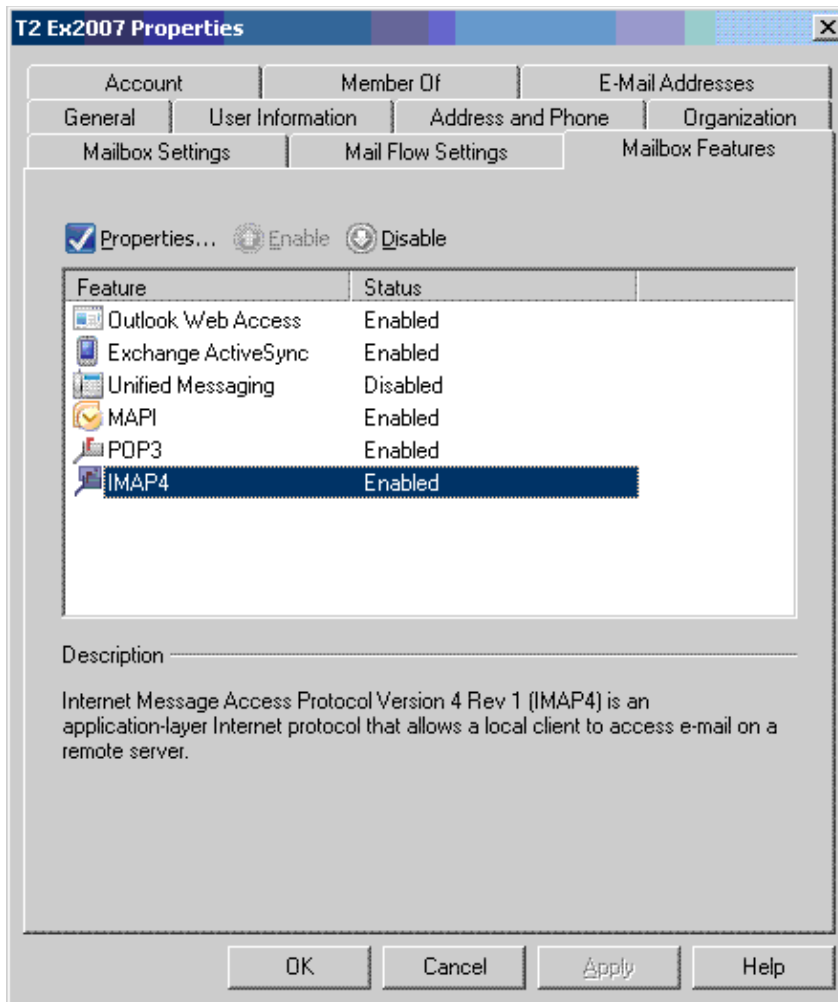 T2 Ex2007 Properties
Account Member Of E-Mail Addresses
General User Information Address and Phone Organization
Mailbox Settings Mail Flow Settings Mailbox Features
Properties... Enable Disable
Feature Status
Outlook Web Access Enabled
Exchange ActiveSync Enabled
Unified Messaging Disabled
MAPI Enabled
POP3 Enabled
IMAP4 Enabled
Description
Internet Message Access Protocol Version 4 Rev 1 (IMAP4) is an
application-layer Internet protocol that allows a local client to access e-mail on a
remote server.
OK Cancel Apply Help